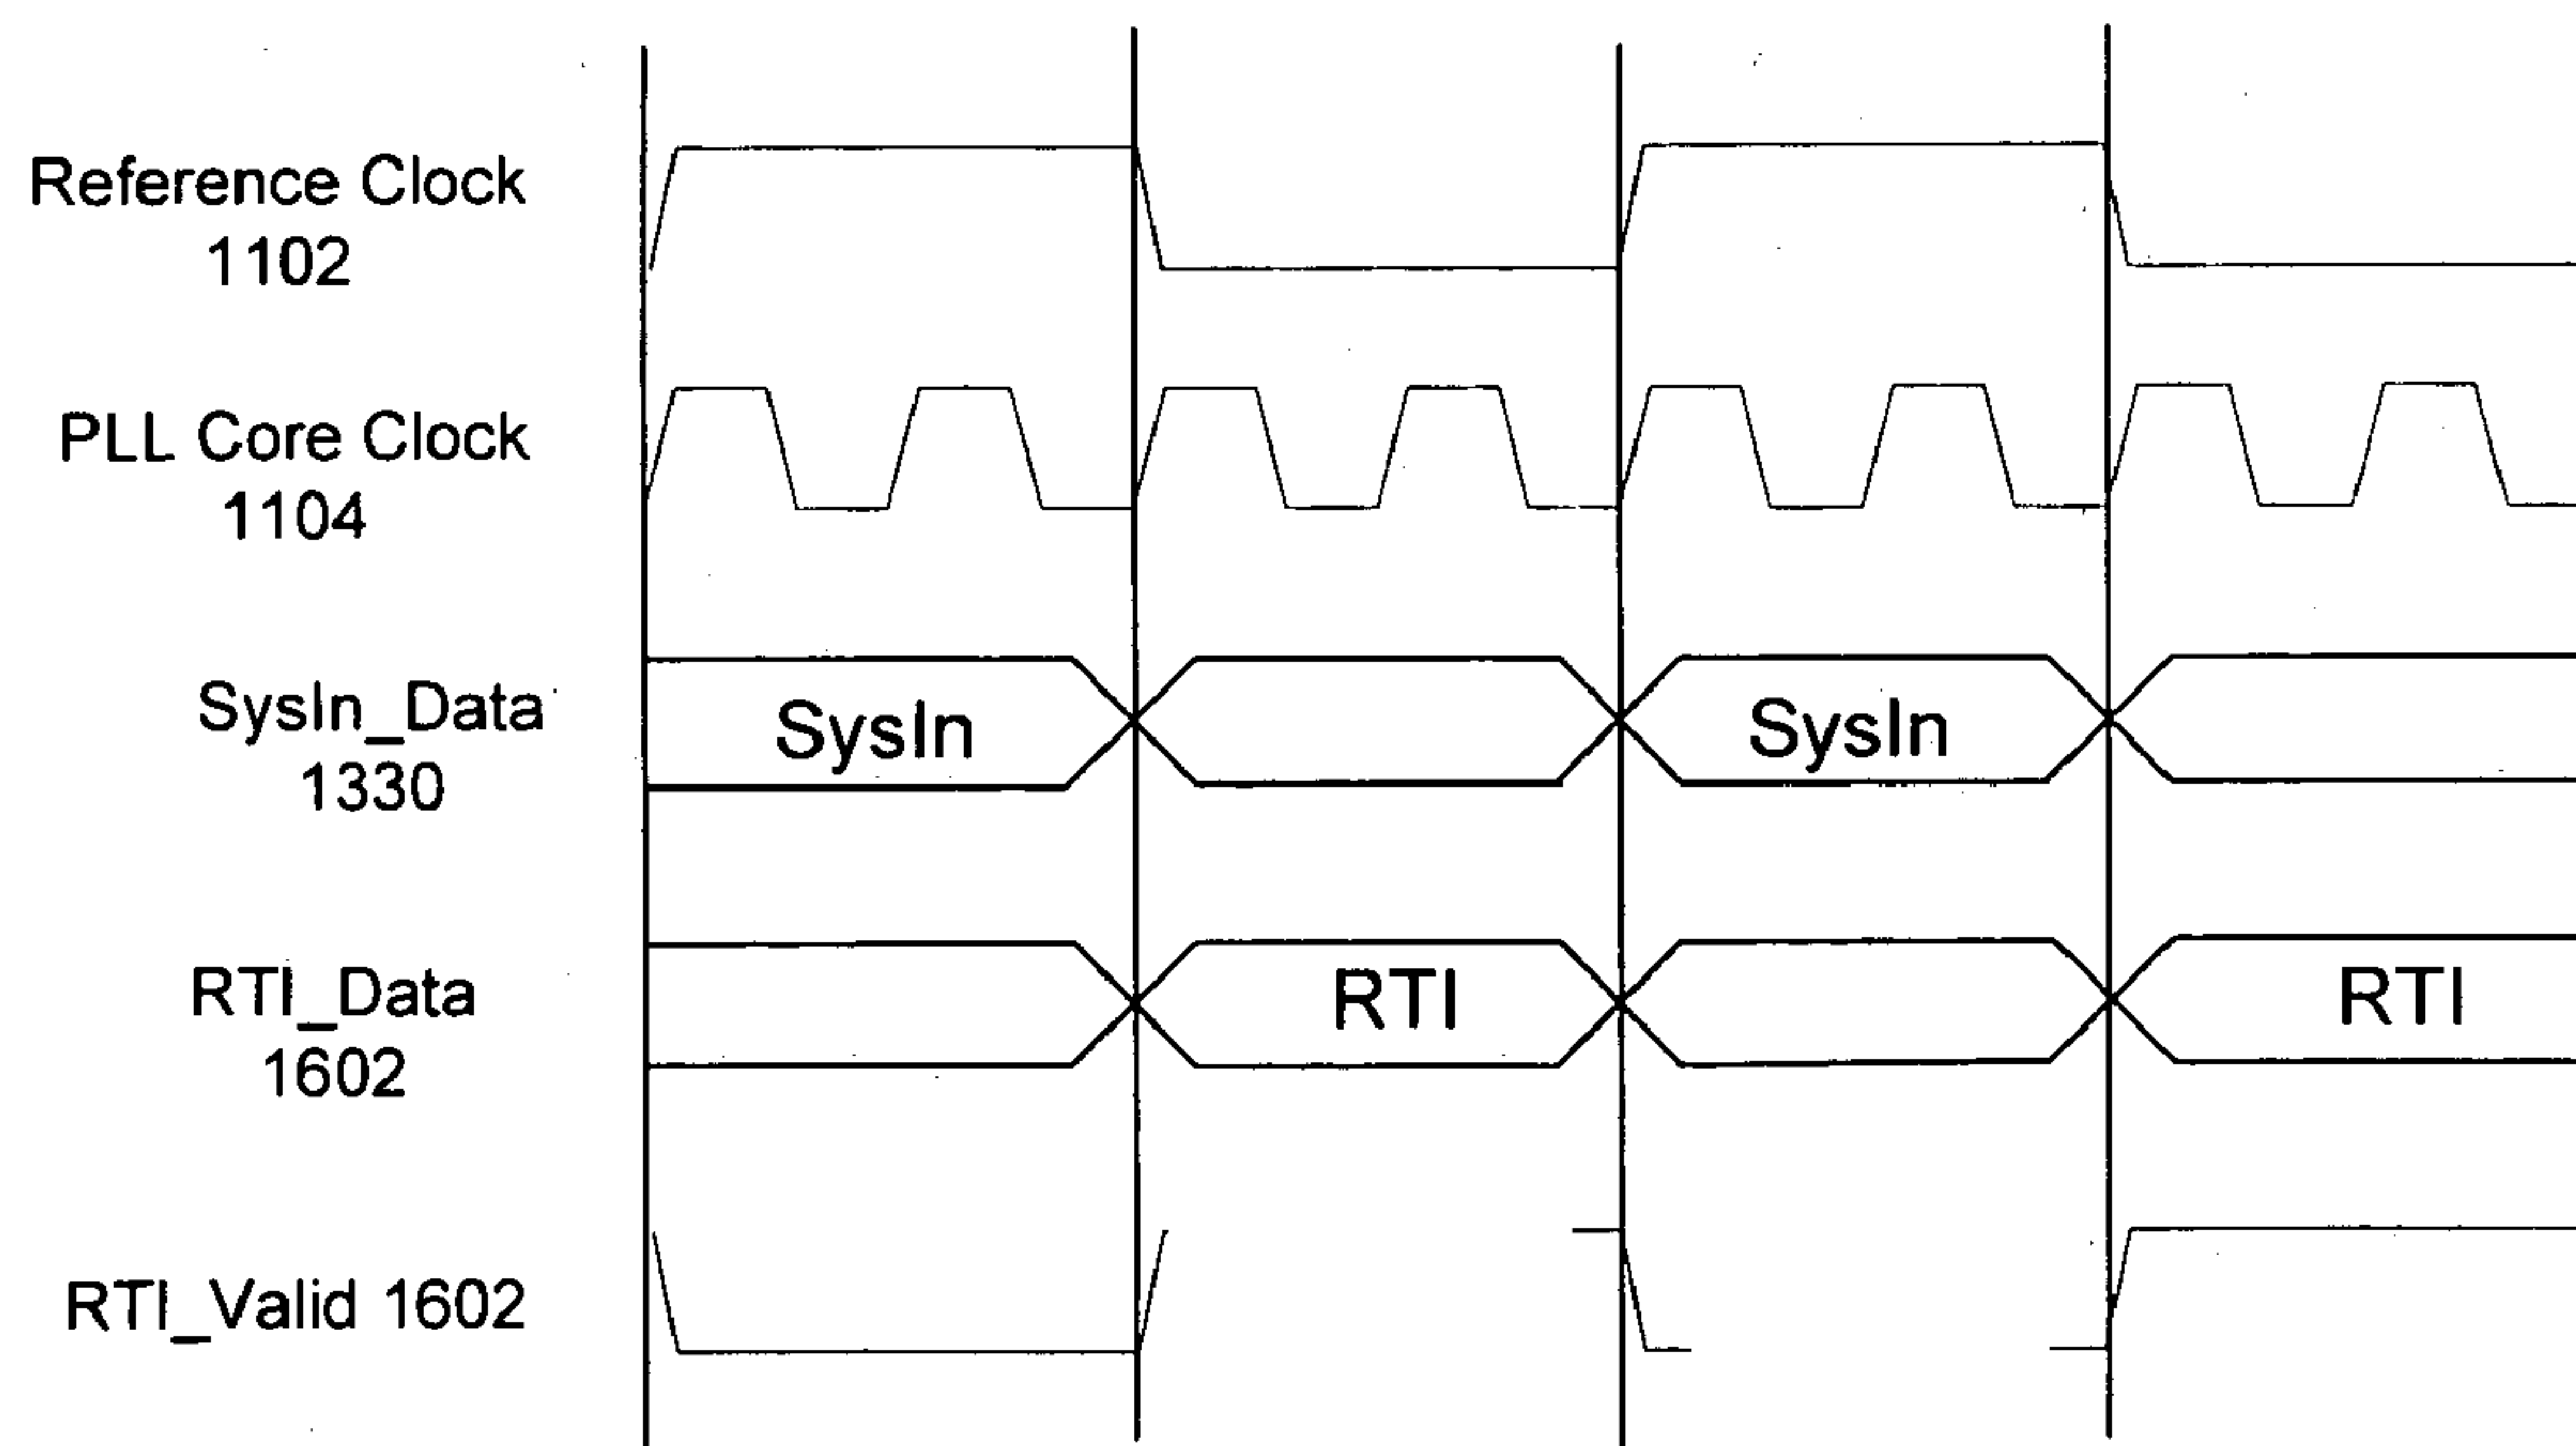 Reference Clock
1102
PLL Core Clock
1104
SysIn_Data
1330
SysIn
SysIn
RTI_Data
1602
RTI
RTI
RTI_Valid 1602